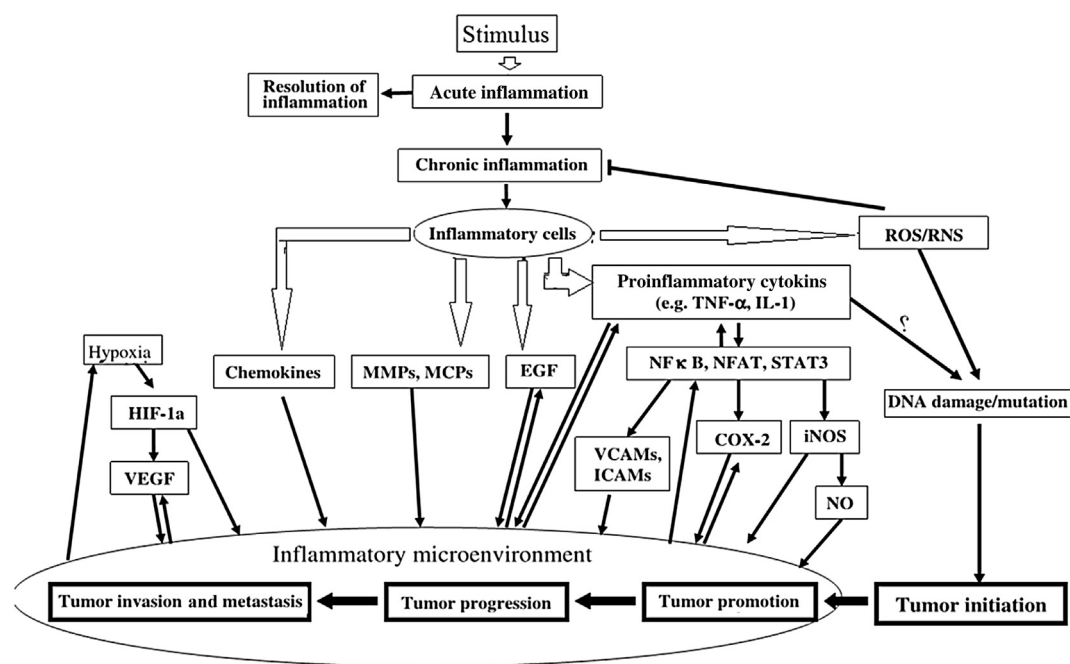 Stimulus
Resolution of
inflammation
Acute inflammation
Chronic inflammation
Inflammatory cells
ROS/RNS
Proinflammatory cytokins
(e.g. TNF-α, IL-1)
؟
Hypoxia
Chemokines
MMPs, MCPs
EGF
NFκ B, NFAT, STAT3
DNA damage/mutation
HIF-1a
VCAMs,
ICAMs
COX-2
iNOS
VEGF
NO
Inflammatory microenvironment
Tumor invasion and metastasis
Tumor progression
Tumor promotion
Tumor initiation